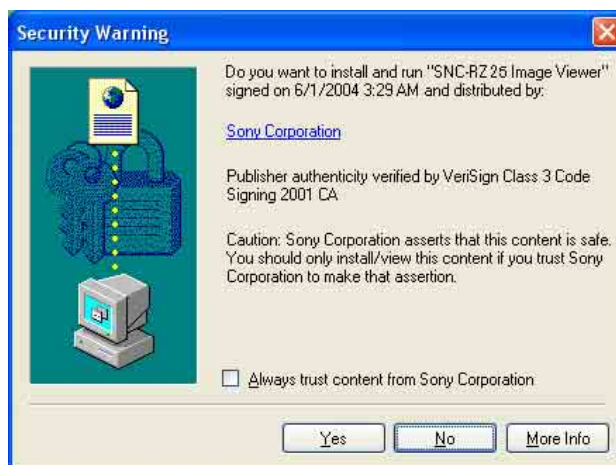 Security Warning
Do you want to install and run "SNC-RZ25 Image Viewer"
signed on 6/1/2004 3:29 AM and distributed by:
Sony Corporation
Publisher authenticity verified by VeriSign Class 3 Code
Signing 2001 CA
Caution: Sony Corporation asserts that this content is safe.
You should only install/view this content if you trust Sony
Corporation to make that assertion.
Always trust content from Sony Corporation
Yes No More Info